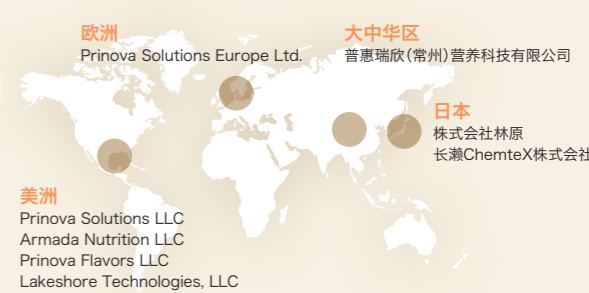 欧洲
Prinova Solutions Europe Ltd.
大中华区
普惠瑞欣(常州)营养科技有限公司
日本
株式会社林原
长濑ChemteX株式会社
美洲
Prinova Solutions LLC
Armada Nutrition LLC
Prinova Flavors LLC
Lakeshore Technologies, LLC